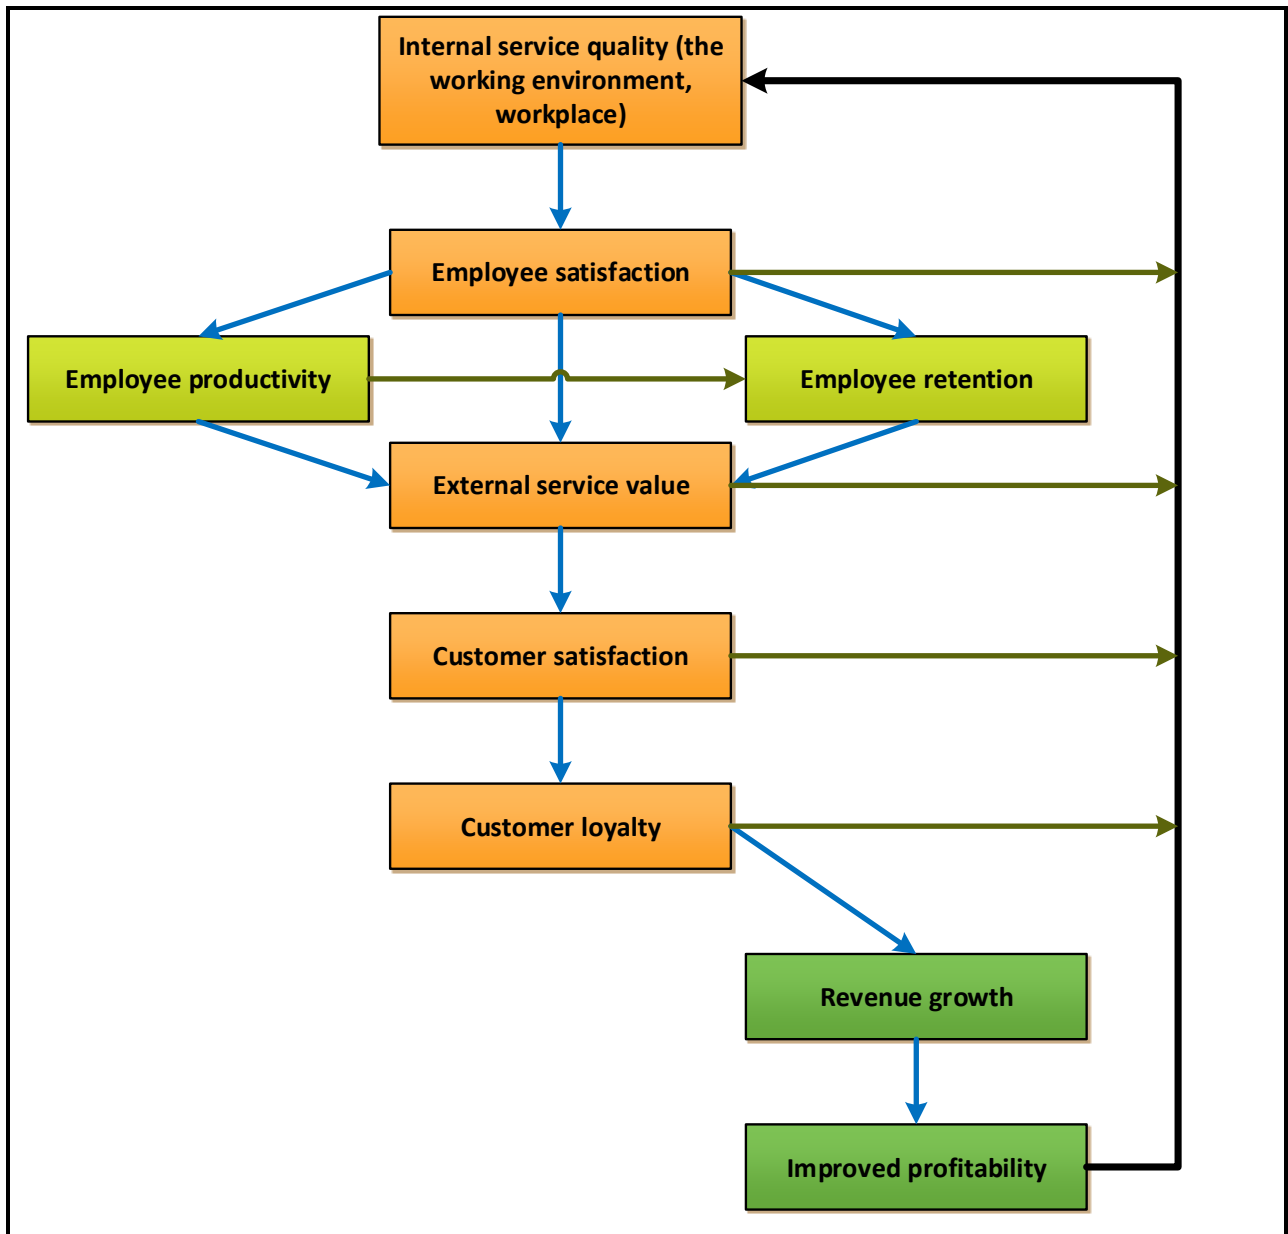 Internal service quality (the
working environment,
workplace)
Employee satisfaction
Employee productivity
Employee retention
External service value
Customer satisfaction
Customer loyalty
Revenue growth
Improved profitability